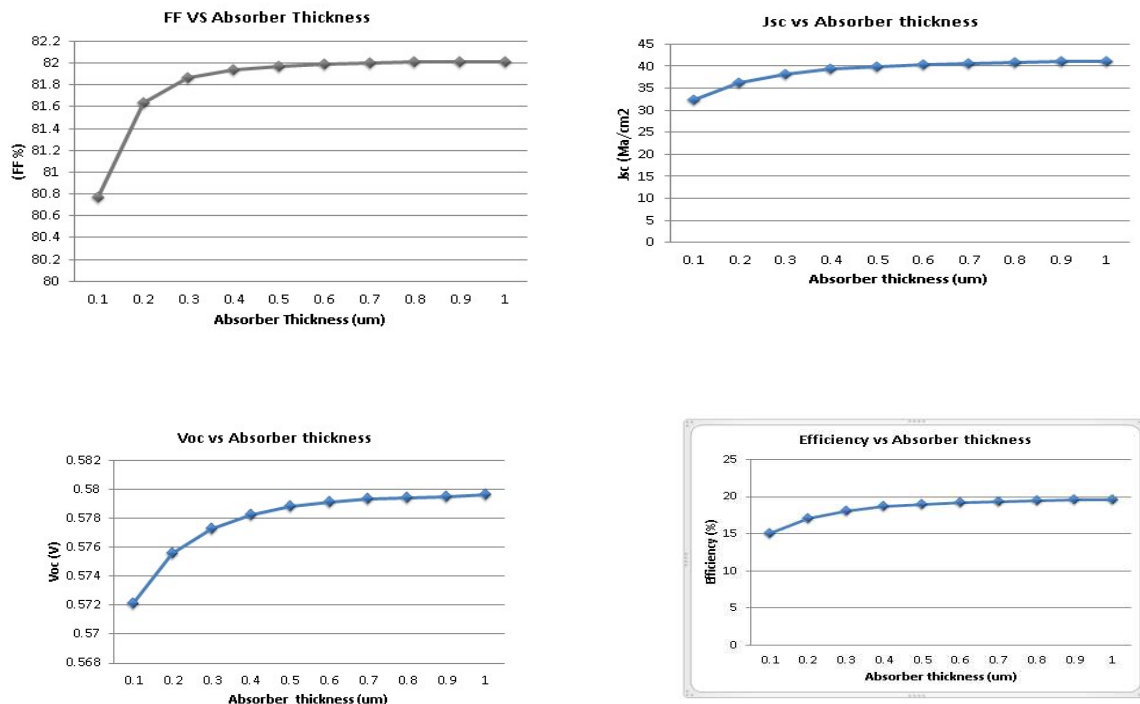 FF VS Absorber Thickness
82.2
82
81.8
81.6
81.4
81.2
81
80.8
80.6
80.4
80.2
80
(FF %)
0.1 0.2 0.3 0.4 0.5 0.6 0.7 0.8 0.9 1
Absorber Thickness (um)
Jsc vs Absorber thickness
45
40
35
30
25
20
15
10
5
0
Jsc (Ma/cm2
0.1 0.2 0.3 0.4 0.5 0.6 0.7 0.8 0.9 1
Absorber thickness (um)
Voc vs Absorber thickness
0.582
0.58
0.578
0.576
0.574
0.572
0.57
0.568
Voc (V)
0.1 0.2 0.3 0.4 0.5 0.6 0.7 0.8 0.9 1
Absorber thickness (um)
Efficiency vs Absorber thickness
25
20
15
10
5
0
Efficiency (%)
0.1 0.2 0.3 0.4 0.5 0.6 0.7 0.8 0.9 1
Absorber thickness (um)